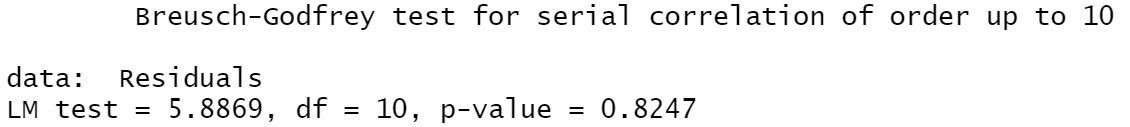 Breusch-Godfrey test for serial correlation of order up to 10
data:  Residuals
LM test = 5.8869, df = 10, p-value = 0.8247